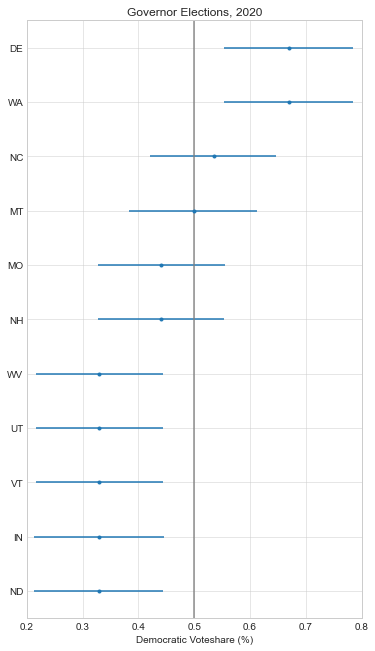 Governor Elections, 2020
DE
WA
NC
MT
MO
NH
WV
UT
VT
IN
ND
0.2 0.3 0.4 0.5 0.6 0.7 0.8
Democratic Voteshare (%)